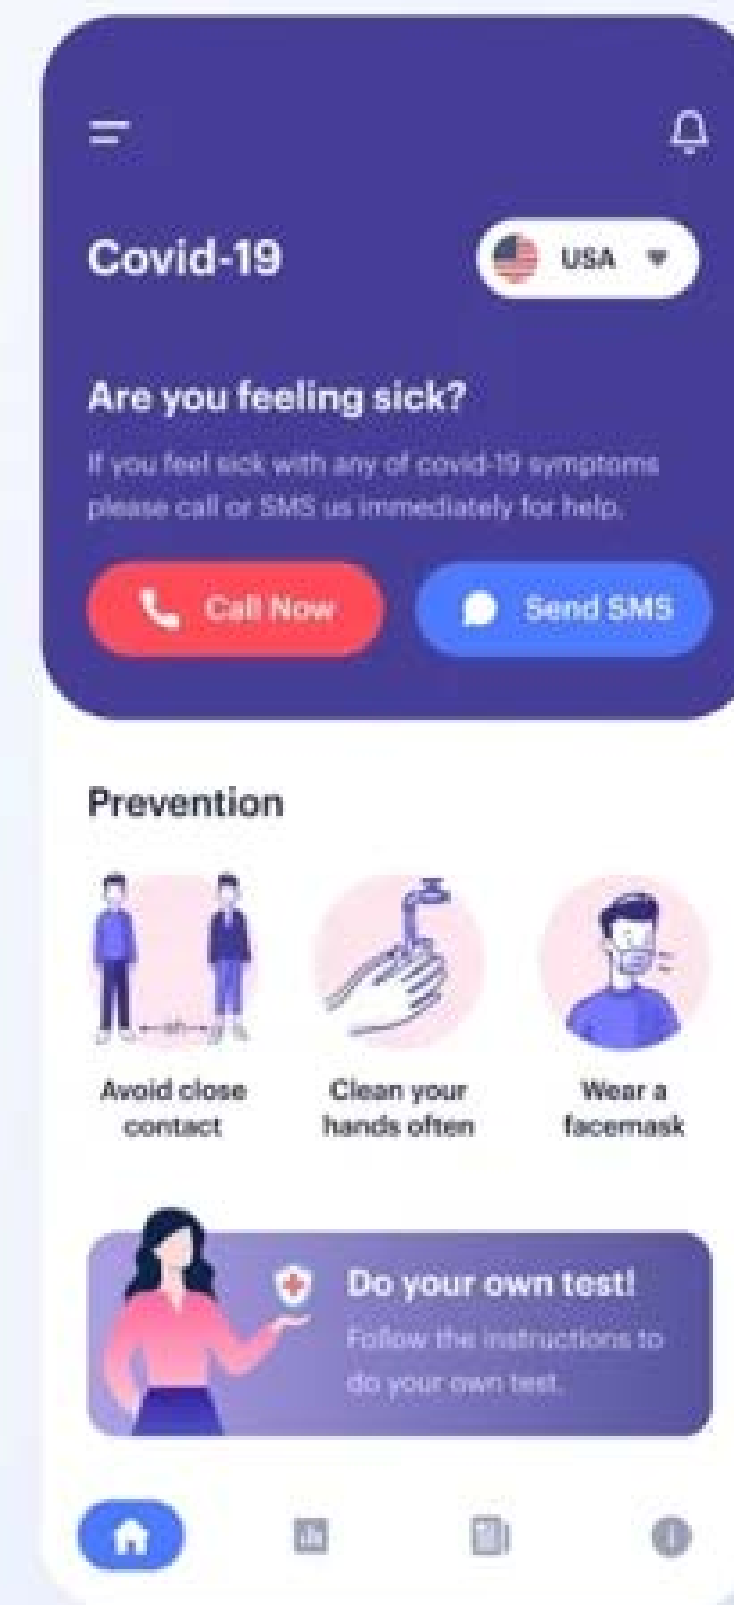 Covid-19
USA
Are you feeling sick?
If you feel sick with any of covid-19 symptoms
please call or SMS us immediately for help.
Call Now
Send SMS
Prevention
Avoid close
contact
Clean your
hands often
Wear a
facemask
Do your own test!
Follow the instructions to
do your own test.